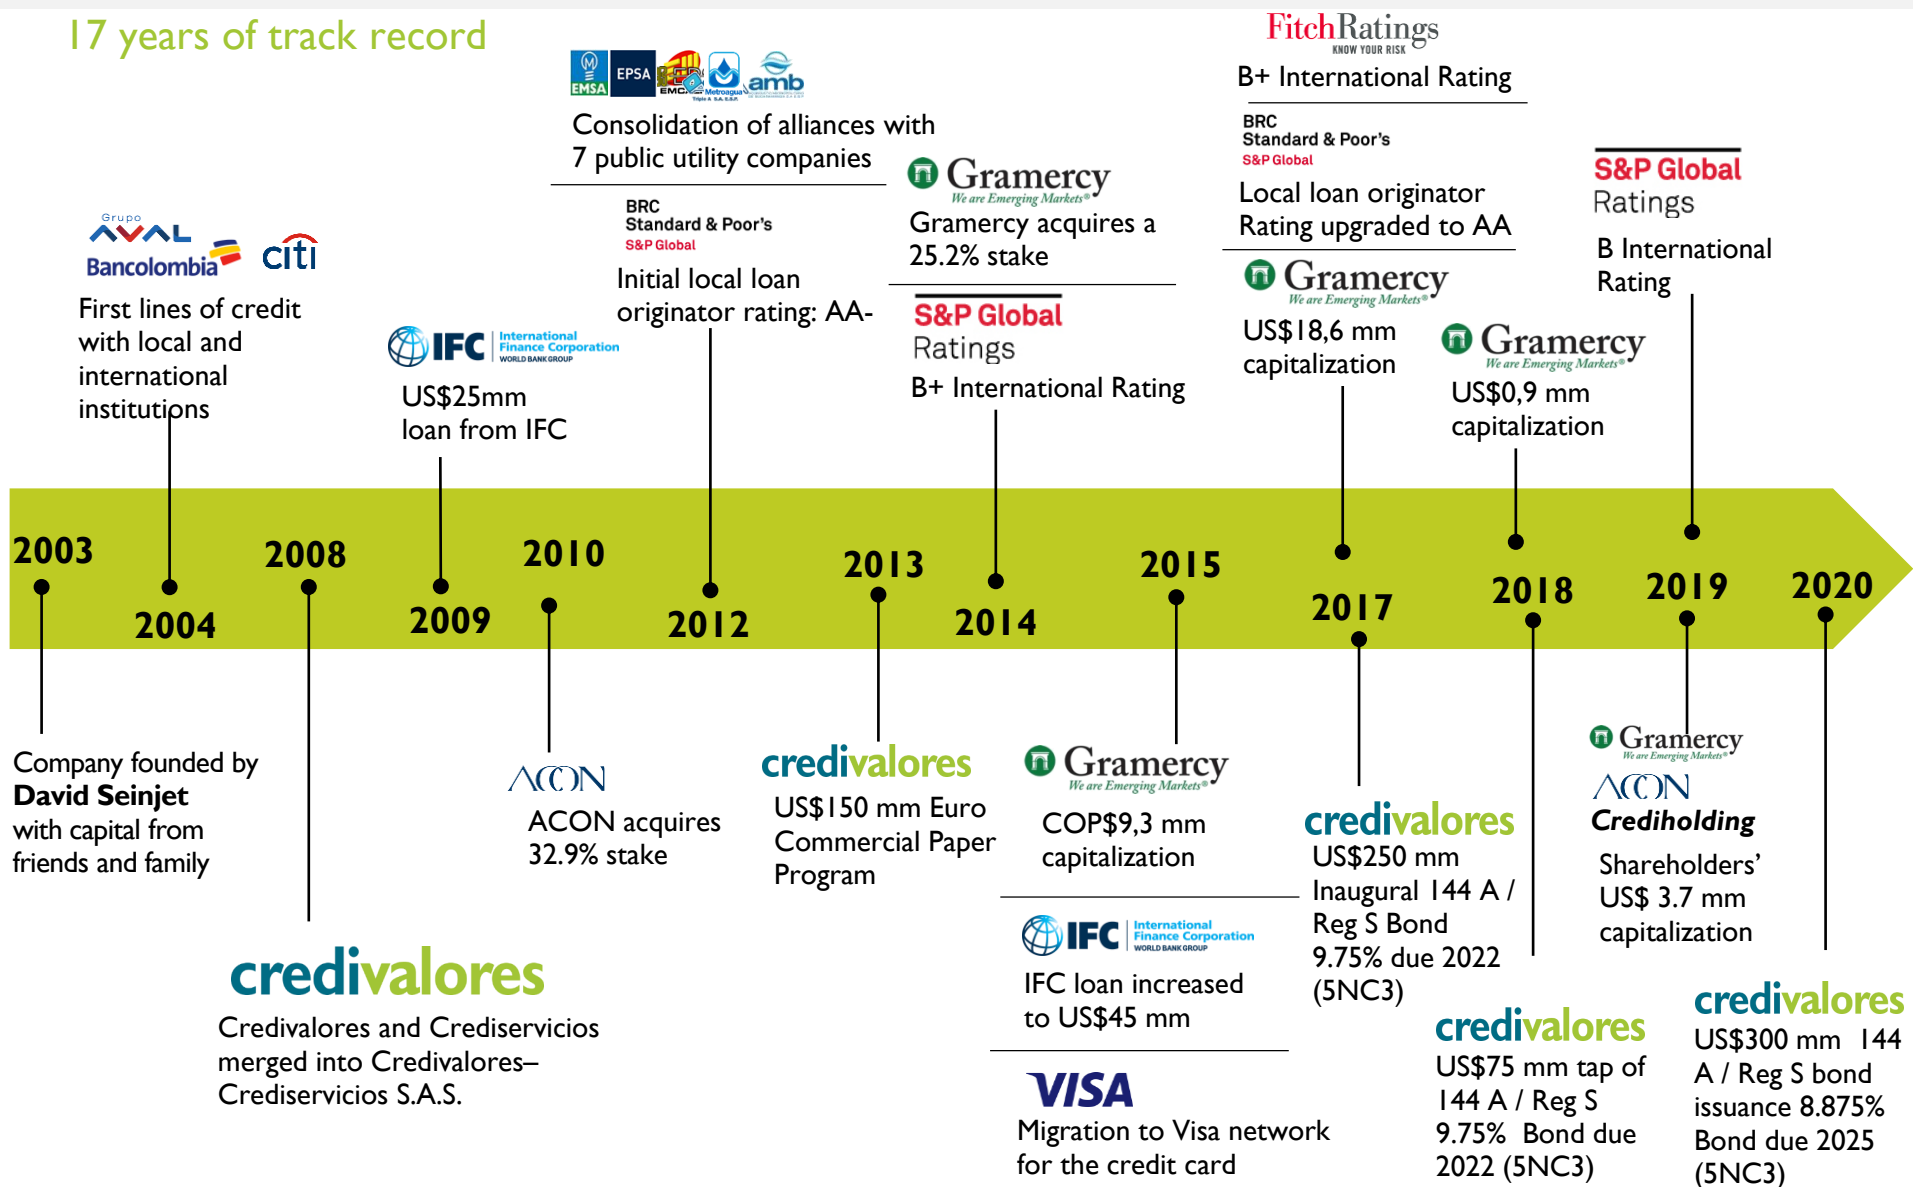 17 years of track record
Grupo
AVAL
Bancolombia
citi
First lines of credit
with local and
international
institutions
IFC
International
Finance Corporation
WORLD BANK GROUP
US$25mm
loan from IFC
EMSA
EPSA
Metroagua
Triple A S.A. E.S.P.
amb
Consolidation of alliances with
7 public utility companies
BRC
Standard & Poor's
S&P Global
Initial local loan
originator rating: AA-
Gramercy
We are Emerging Markets®
Gramercy acquires a
25.2% stake
S&P Global
Ratings
B+ International Rating
FitchRatings
KNOW YOUR RISK
B+ International Rating
BRC
Standard & Poor's
S&P Global
Local loan originator
Rating upgraded to AA
Gramercy
We are Emerging Markets®
US$18,6 mm
capitalization
Gramercy
We are Emerging Markets®
US$0,9 mm
capitalization
S&P Global
Ratings
B International
Rating
2003
2004
2008
2009
2010
2012
2013
2014
2015
2017
2018
2019
2020
Company founded by
David Seinjet
with capital from
friends and family
credivalores
Credivalores and Crediservicios
merged into Credivalores–
Crediservicios S.A.S.
ACON
ACON acquires
32.9% stake
credivalores
US$150 mm Euro
Commercial Paper
Program
Gramercy
We are Emerging Markets®
COP$9,3 mm
capitalization
IFC
International
Finance Corporation
WORLD BANK GROUP
IFC loan increased
to US$45 mm
VISA
Migration to Visa network
for the credit card
credivalores
US$250 mm
Inaugural 144 A /
Reg S Bond
9.75% due 2022
(5NC3)
credivalores
US$75 mm tap of
144 A / Reg S
9.75% Bond due
2022 (5NC3)
Gramercy
We are Emerging Markets®
ACON
Crediholding
Shareholders'
US$ 3.7 mm
capitalization
credivalores
US$300 mm 144
A / Reg S bond
issuance 8.875%
Bond due 2025
(5NC3)